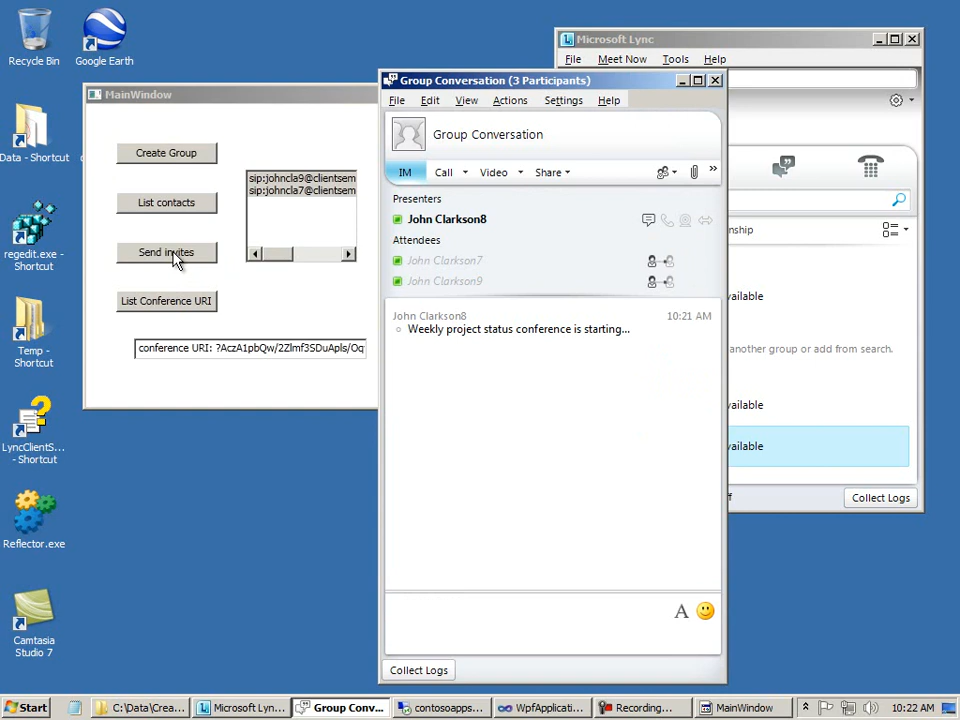 Recycle Bin
Google Earth
Data - Shortcut
regedit.exe -
Shortcut
Temp -
Shortcut
LyncClientS...
- Shortcut
Reflector.exe
Camtasia
Studio 7
MainWindow
Create Group
List contacts
Send invites
List Conference URI
sip:johncla9@clientsem
sip:johncla7@clientsem
conference URI: ?AczA1pbQw/2Zlmf3SDuApls/Oq
Microsoft Lync
File Meet Now Tools Help
nship
vailable
another group or add from search.
vailable
vailable
Collect Logs
Group Conversation (3 Participants)
File Edit View Actions Settings Help
Group Conversation
IM Call Video Share
Presenters
John Clarkson8
Attendees
John Clarkson7
John Clarkson9
John Clarkson8 10:21 AM
Weekly project status conference is starting...
A
Collect Logs
Start C:\Data\Crea... Microsoft Lyn... Group Conv... contosoapps... WpfApplicati... Recording... MainWindow 10:22 AM